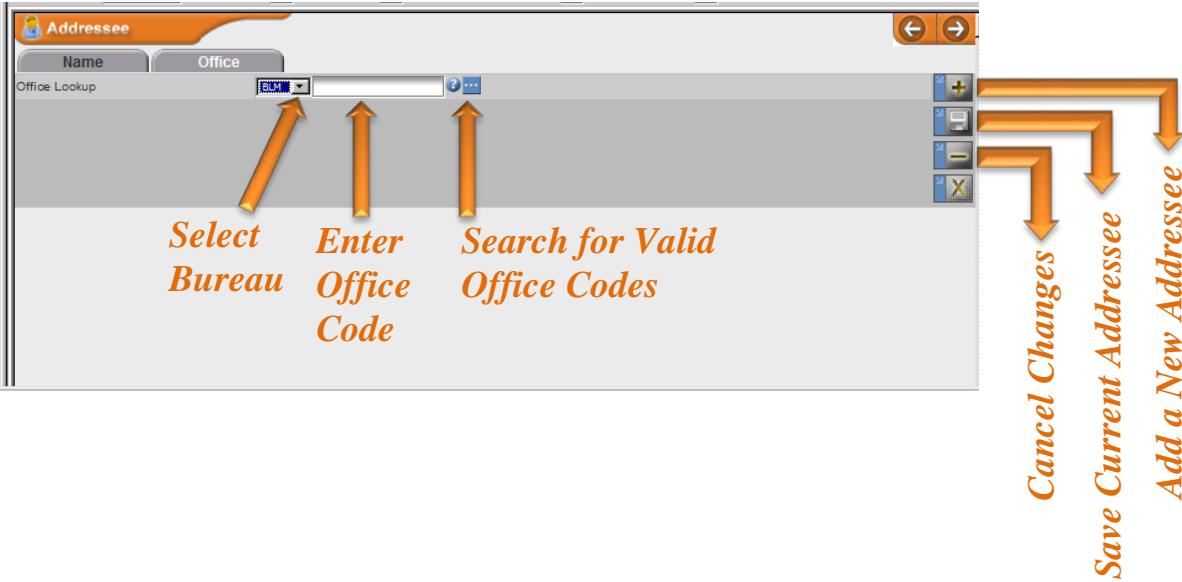 Addressee
Name Office
Office Lookup BLM
Select
Bureau
Enter
Office
Code
Search for Valid
Office Codes
Cancel Changes
Save Current Addressee
Add a New Addressee